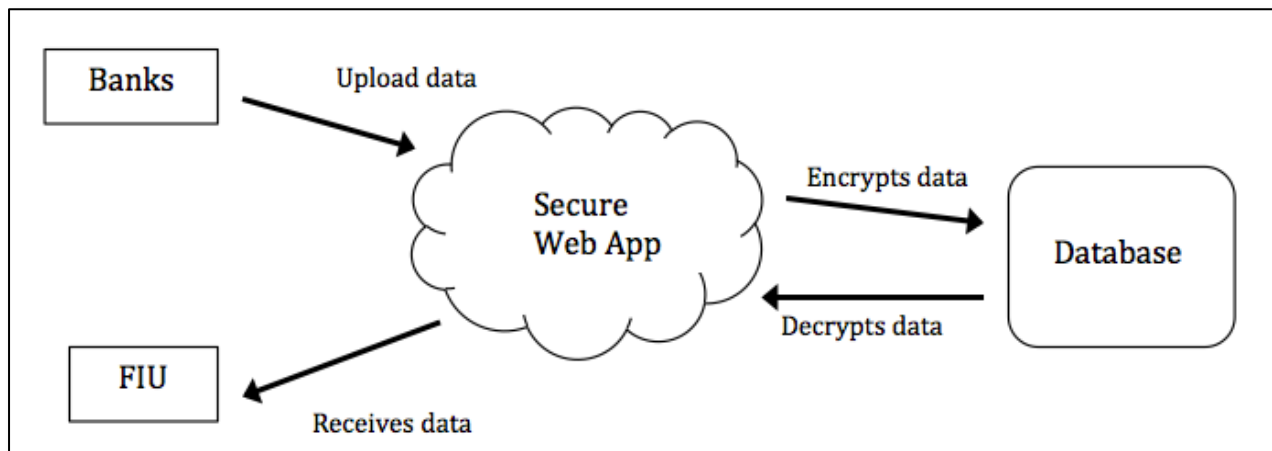 Banks
Upload data
Secure
Web App
Encrypts data
Database
Decrypts data
FIU
Receives data